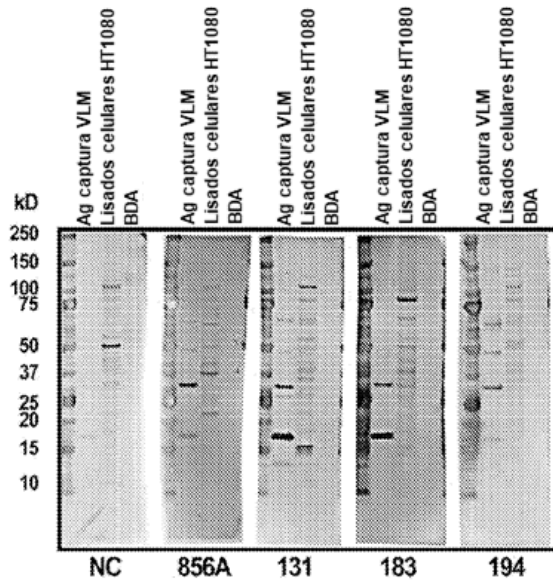 Ag captura VLM
Lisados celulares HT1080
BDA
Ag captura VLM
Lisados celulares HT1080
BDA
Ag captura VLM
Lisados celulares HT1080
BDA
Ag captura VLM
Lisados celulares HT1080
BDA
Ag captura VLM
Lisados celulares HT1080
BDA
kD
250
150
100
75
50
37
25
20
15
10
NC
856A
131
183
194